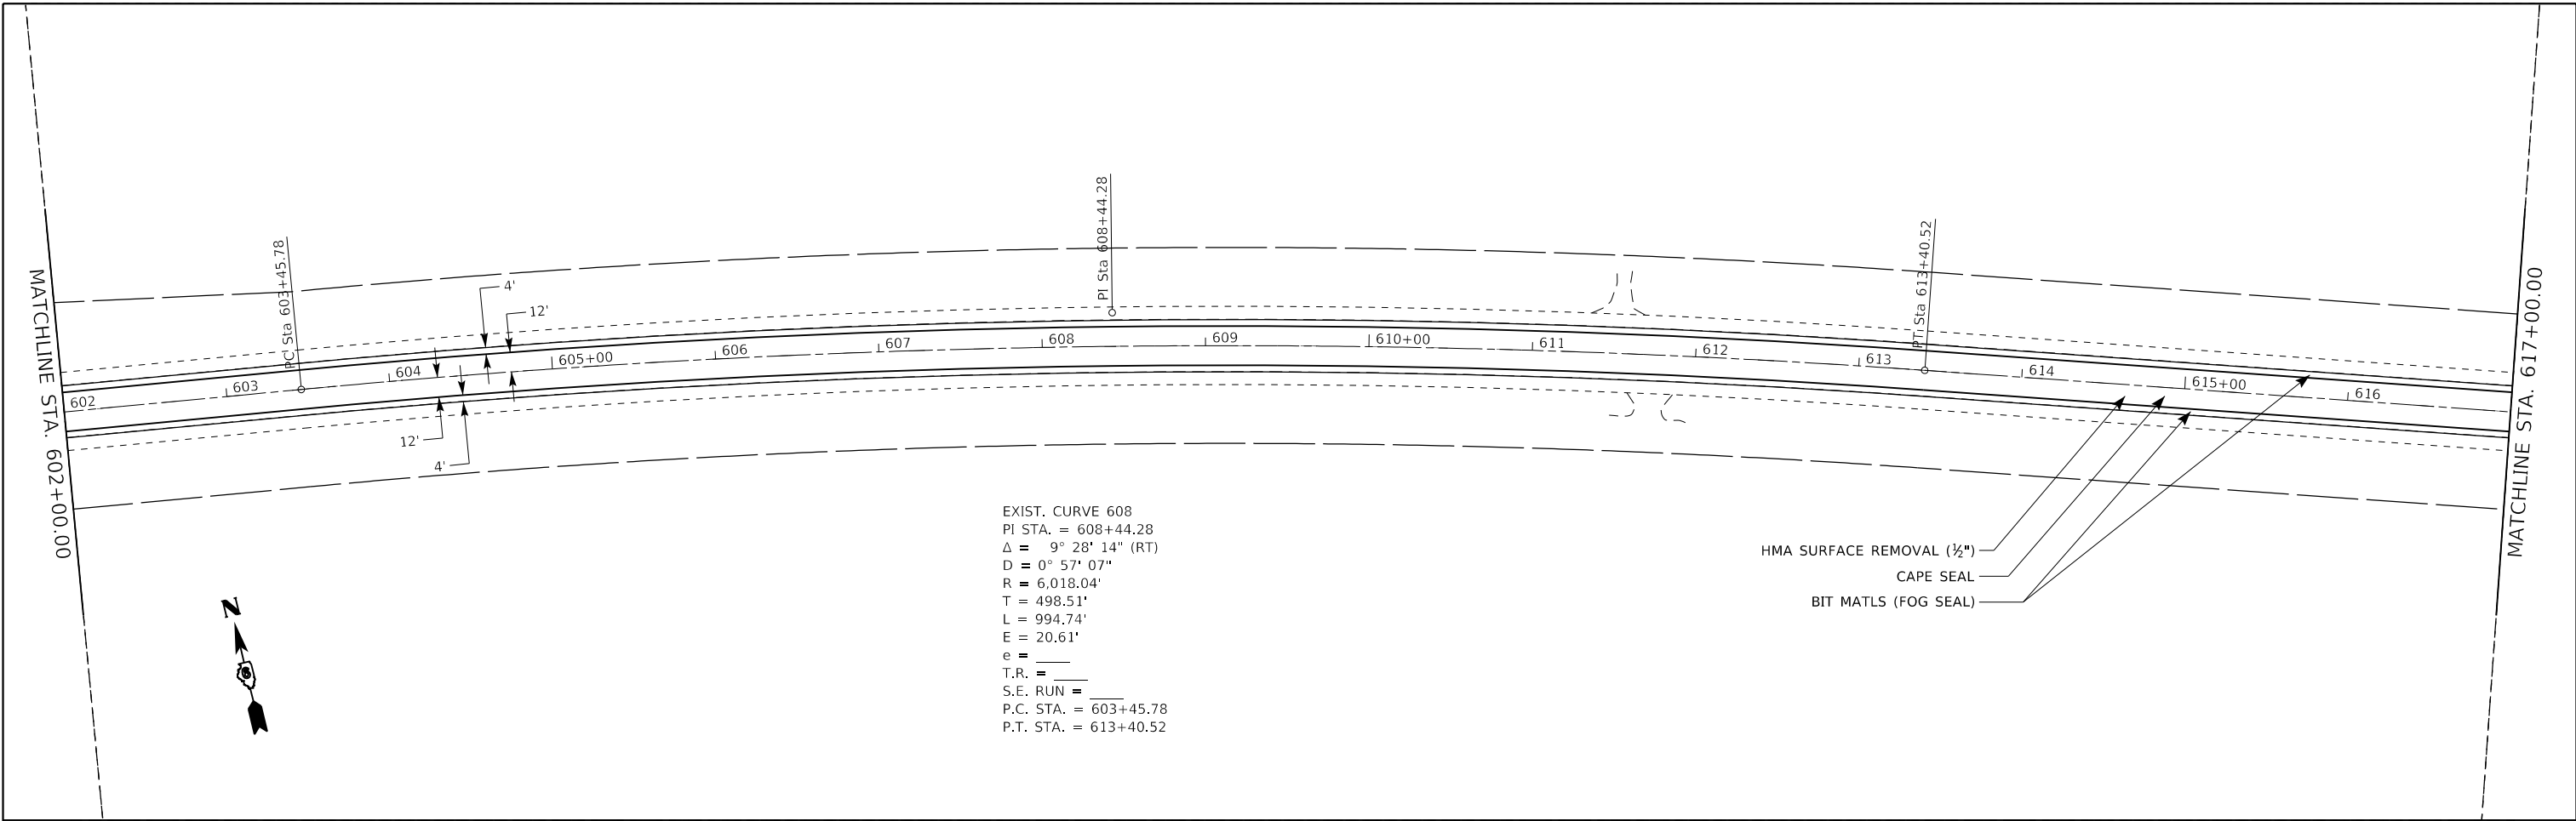 MATCHLINE STA. 602+00.00
PC Sta 603+45.78
PI Sta 608+44.28
PT Sta 613+40.52
MATCHLINE STA. 617+00.00
4'
12'
602
603
604
605+00
606
607
608
609
610+00
611
612
613
614
615+00
616
12'
4'
EXIST. CURVE 608
PI STA. = 608+44.28
Δ = 9° 28' 14" (RT)
D = 0° 57' 07"
R = 6,018.04'
T = 498.51'
L = 994.74'
E = 20.61'
e = ____
T.R. = ____
S.E. RUN = ____
P.C. STA. = 603+45.78
P.T. STA. = 613+40.52
HMA SURFACE REMOVAL (½")
CAPE SEAL
BIT MATLS (FOG SEAL)
N
6